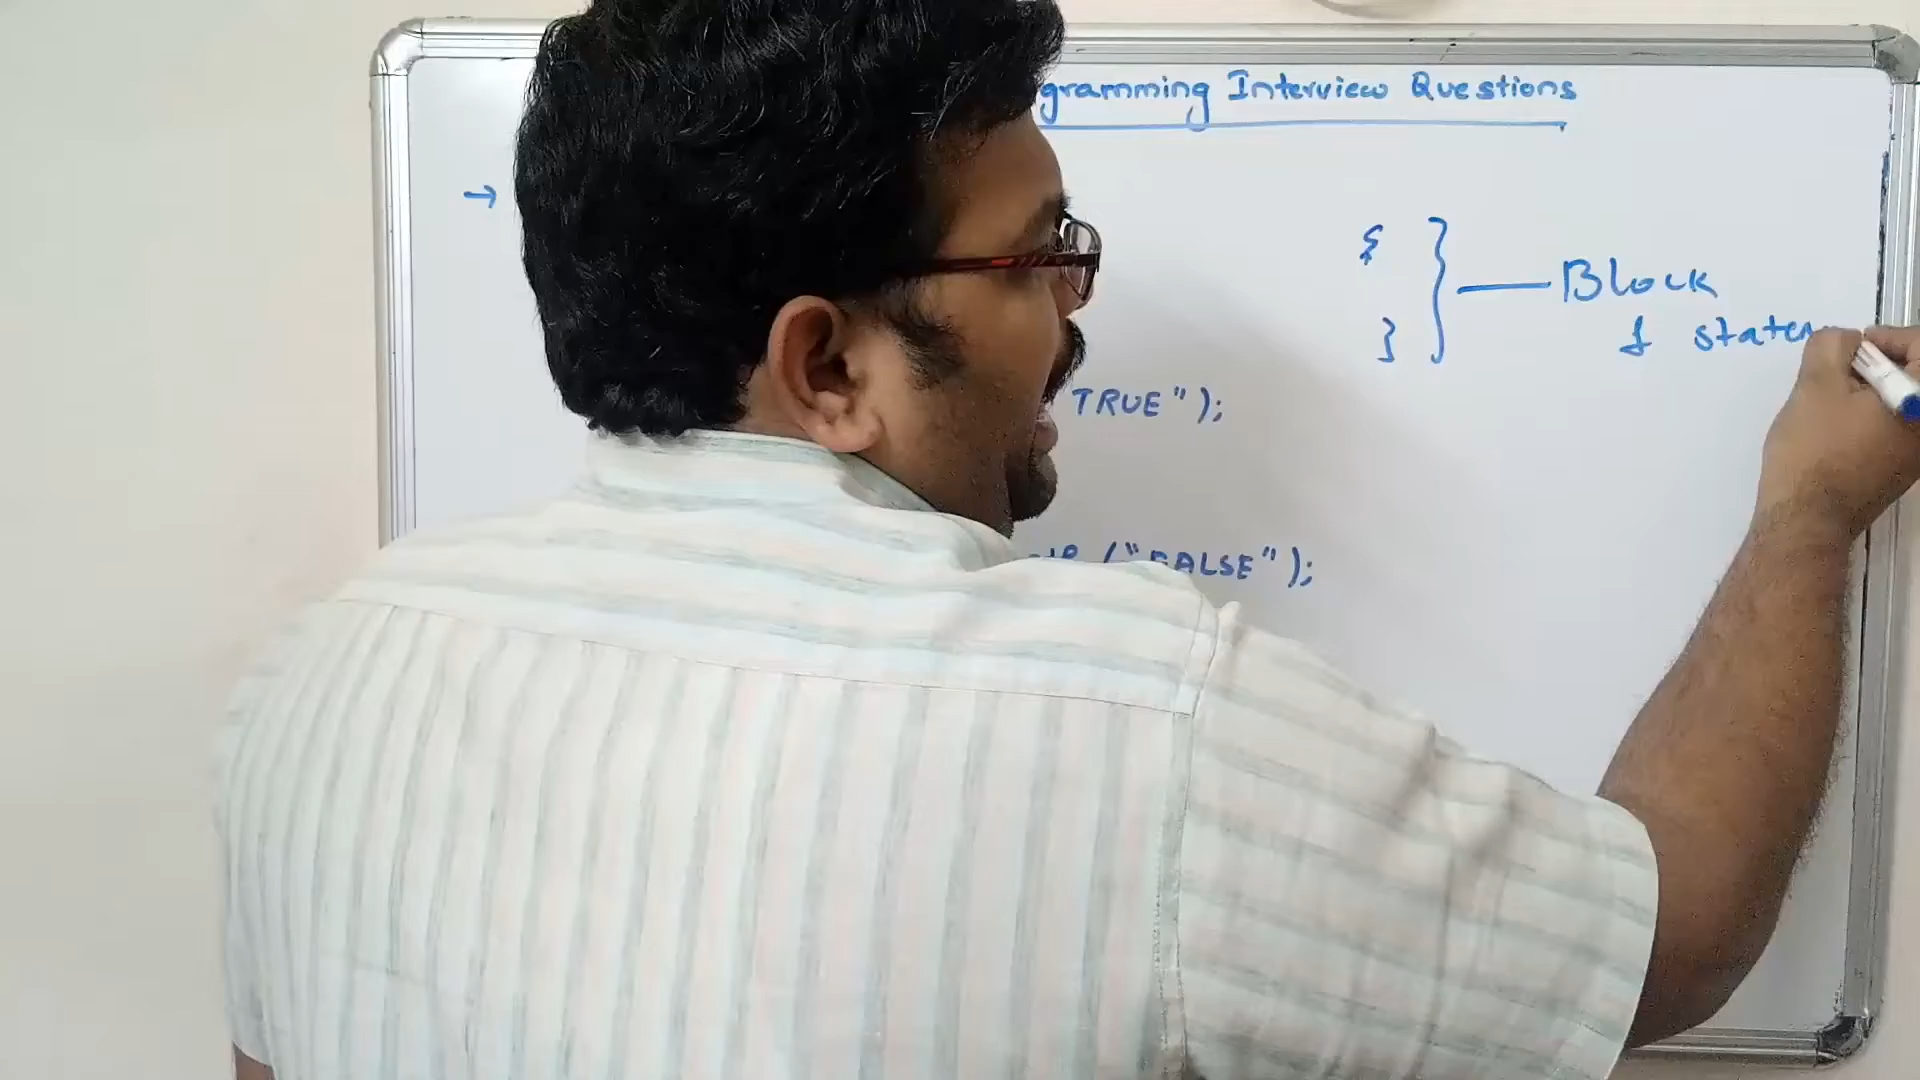 gramming Interview Questions
→
{ } } — Block
f statem
TRUE");
("FALSE");